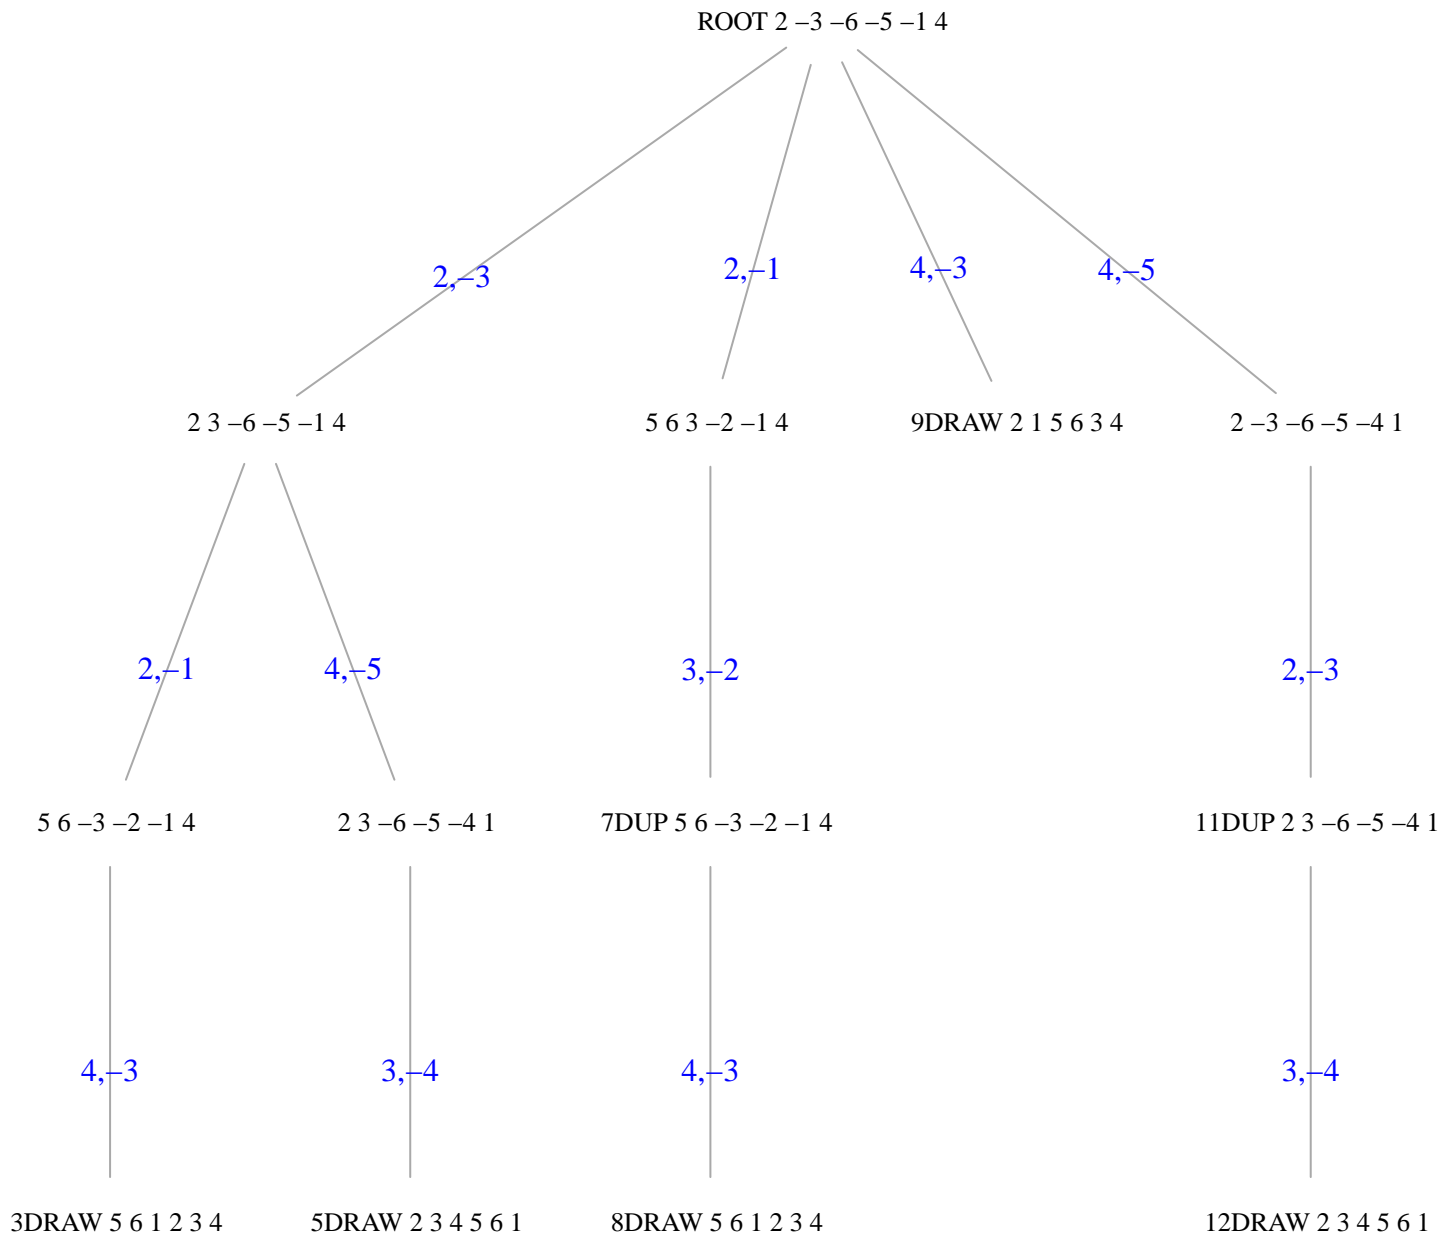 ROOT 2 –3 –6 –5 –1 4
2,–3
2,–1
4,–3
4,–5
2 3 –6 –5 –1 4
5 6 3 –2 –1 4
9DRAW 2 1 5 6 3 4
2 –3 –6 –5 –4 1
2,–1
4,–5
3,–2
2,–3
5 6 –3 –2 –1 4
2 3 –6 –5 –4 1
7DUP 5 6 –3 –2 –1 4
11DUP 2 3 –6 –5 –4 1
4,–3
3,–4
4,–3
3,–4
3DRAW 5 6 1 2 3 4
5DRAW 2 3 4 5 6 1
8DRAW 5 6 1 2 3 4
12DRAW 2 3 4 5 6 1